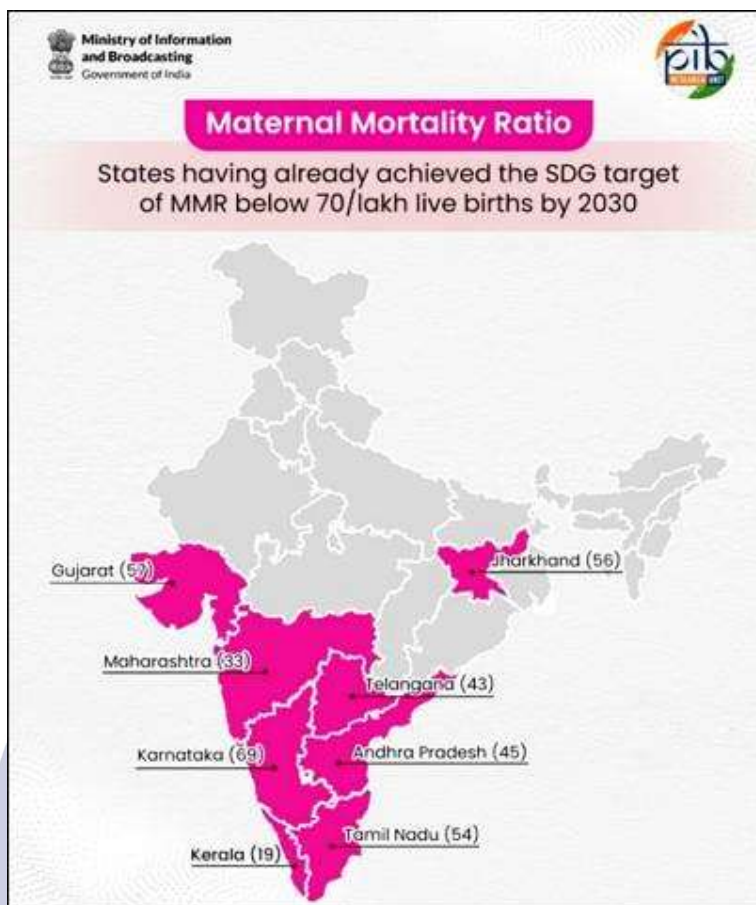 Ministry of Information
and Broadcasting
Government of India
pib
RESEARCH UNIT
Maternal Mortality Ratio
States having already achieved the SDG target
of MMR below 70/lakh live births by 2030
Gujarat (57)
Jharkhand (56)
Maharashtra (33)
Telangana (43)
Karnataka (69)
Andhra Pradesh (45)
Tamil Nadu (54)
Kerala (19)